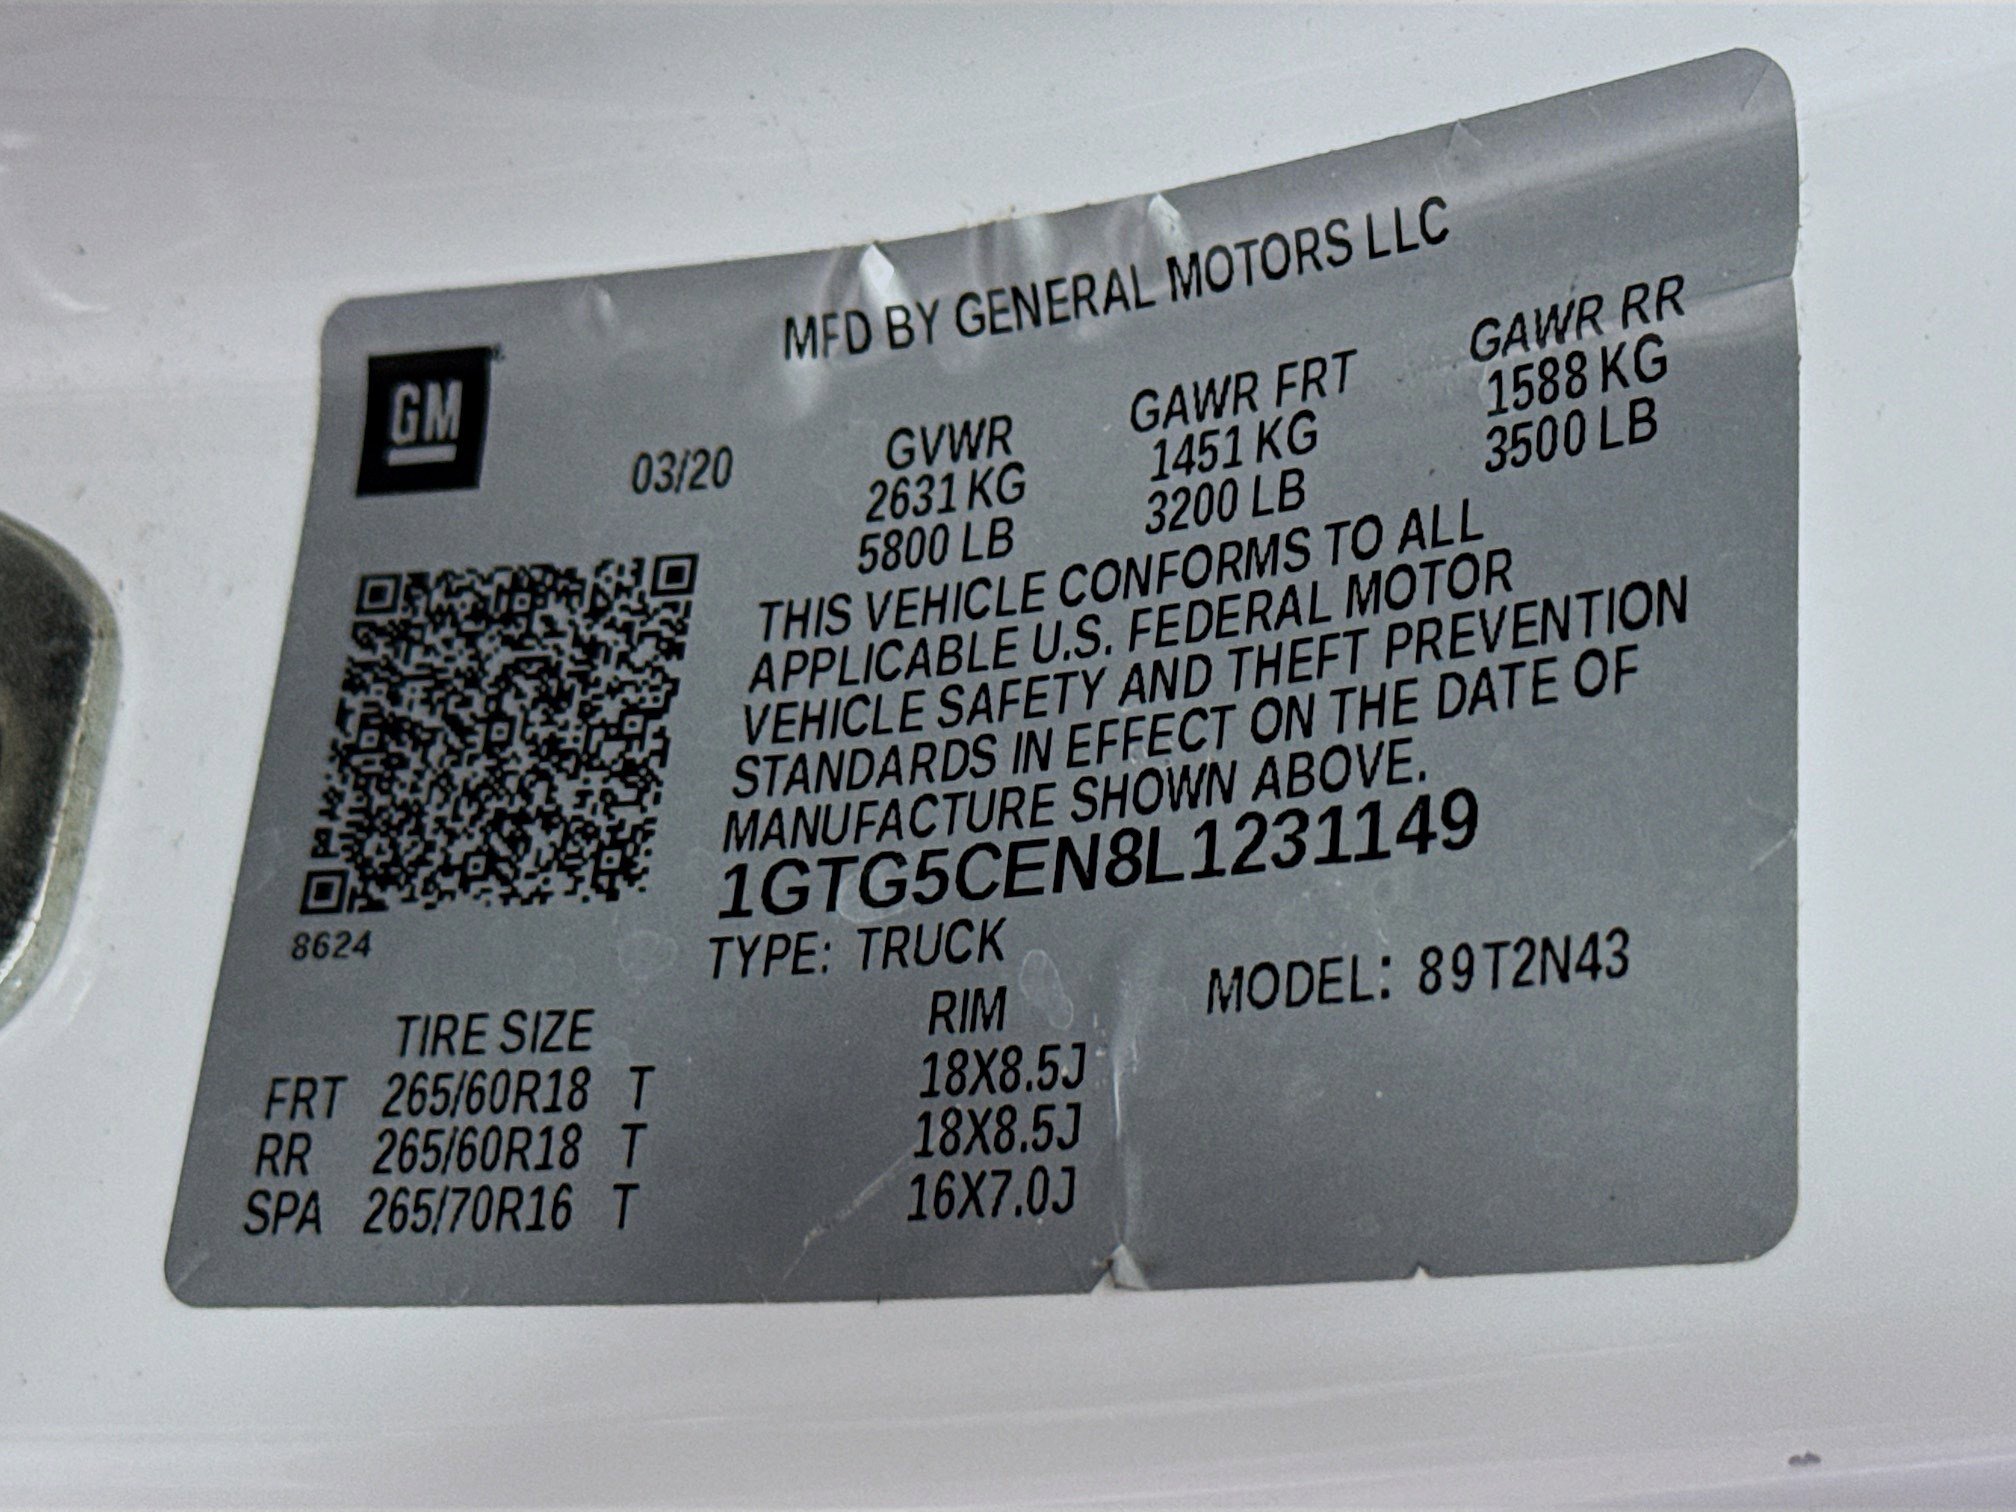 MFD BY GENERAL MOTORS LLC
GM
03/20
GVWR GAWR FRT GAWR RR
2631 KG 1451 KG 1588 KG
5800 LB 3200 LB 3500 LB
THIS VEHICLE CONFORMS TO ALL
APPLICABLE U.S. FEDERAL MOTOR
VEHICLE SAFETY AND THEFT PREVENTION
STANDARDS IN EFFECT ON THE DATE OF
MANUFACTURE SHOWN ABOVE.
1GTG5CEN8L1231149
8624
TYPE: TRUCK MODEL: 89T2N43
TIRE SIZE RIM
FRT 265/60R18 T 18X8.5J
RR 265/60R18 T 18X8.5J
SPA 265/70R16 T 16X7.0J